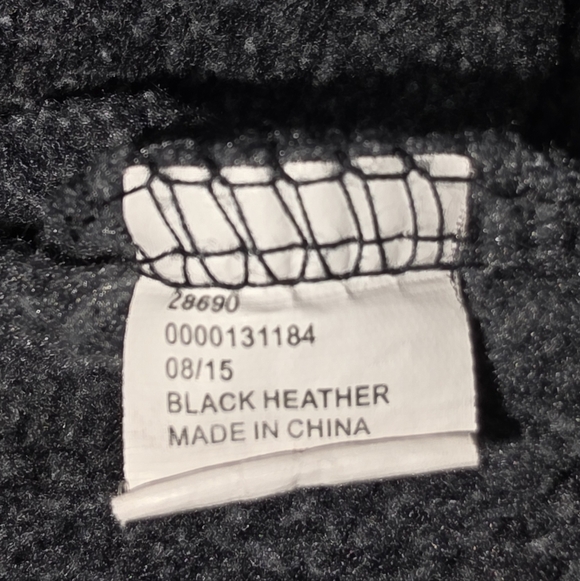 28690
0000131184
08/15
BLACK HEATHER
MADE IN CHINA